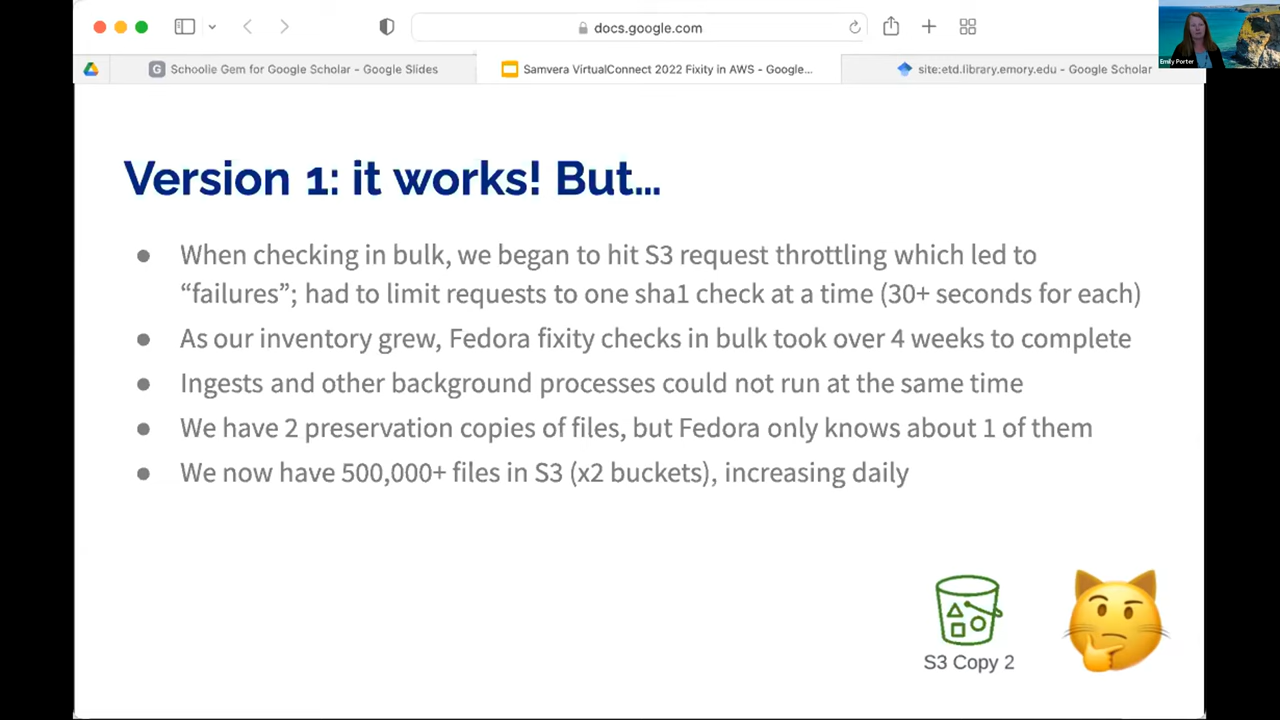 docs.google.com
Schoolie Gem for Google Scholar - Google Slides
Samvera VirtualConnect 2022 Fixity in AWS - Google...
site:etd.library.emory.edu - Google Scholar
Emily Porter
Version 1: it works! But...
● When checking in bulk, we began to hit S3 request throttling which led to
“failures”; had to limit requests to one sha1 check at a time (30+ seconds for each)
● As our inventory grew, Fedora fixity checks in bulk took over 4 weeks to complete
● Ingests and other background processes could not run at the same time
● We have 2 preservation copies of files, but Fedora only knows about 1 of them
● We now have 500,000+ files in S3 (x2 buckets), increasing daily
S3 Copy 2